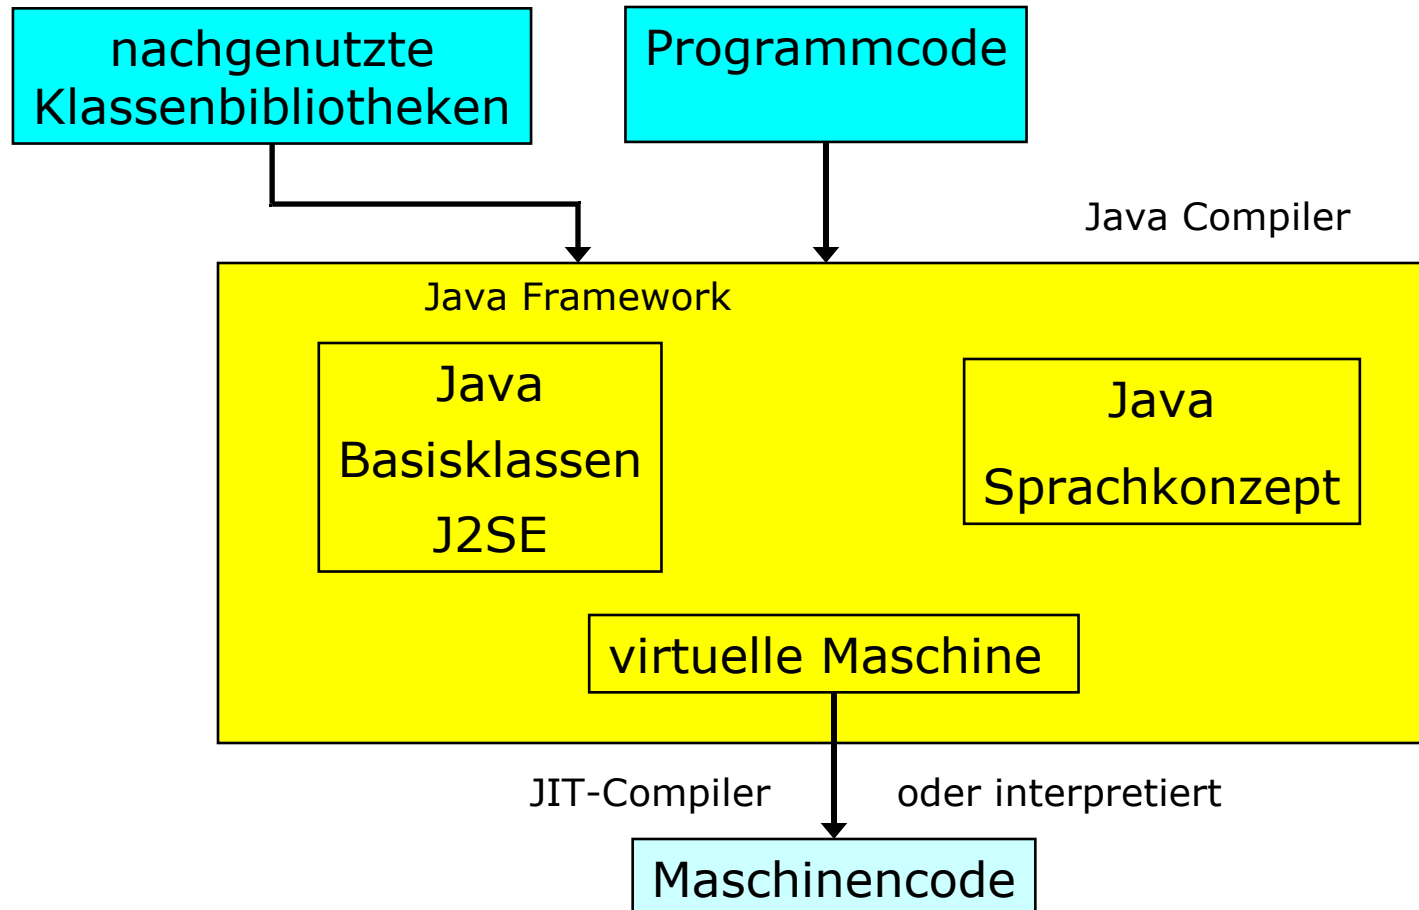 nachgenutzte
Klassenbibliotheken
Programmcode
Java Compiler
Java Framework
Java
Basisklassen
J2SE
Java
Sprachkonzept
virtuelle Maschine
JIT-Compiler
oder interpretiert
Maschinencode